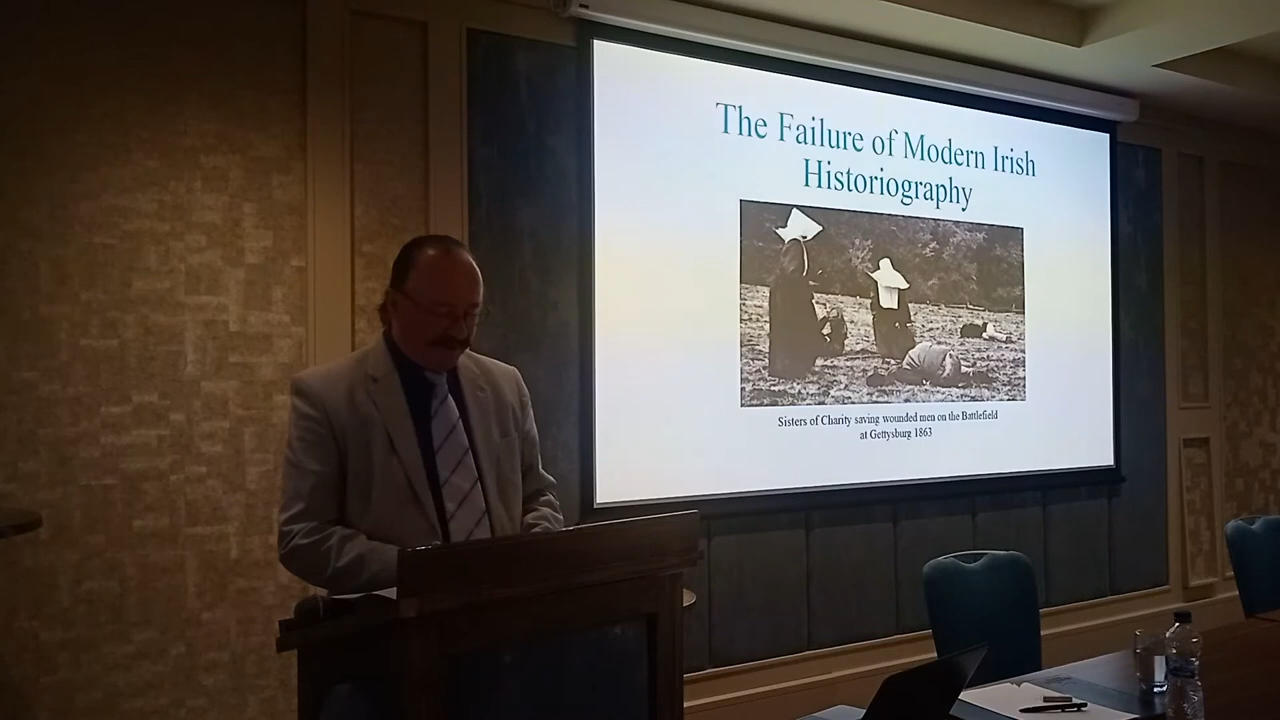 The Failure of Modern Irish
Historiography
Sisters of Charity saving wounded men on the Battlefield
at Gettysburg 1863